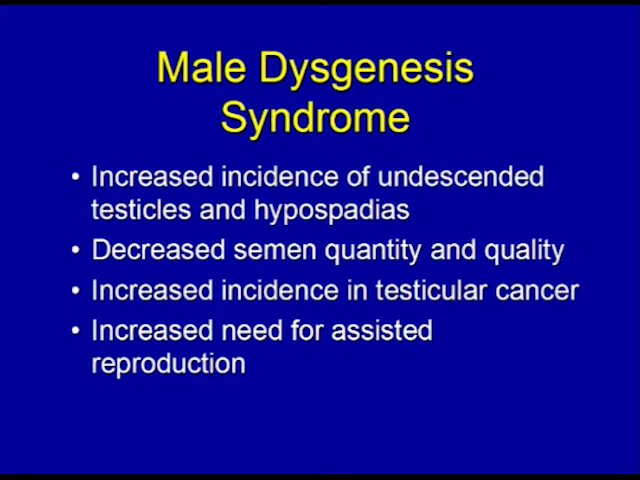 Male Dysgenesis
Syndrome
• Increased incidence of undescended
testicles and hypospadias
• Decreased semen quantity and quality
• Increased incidence in testicular cancer
• Increased need for assisted
reproduction